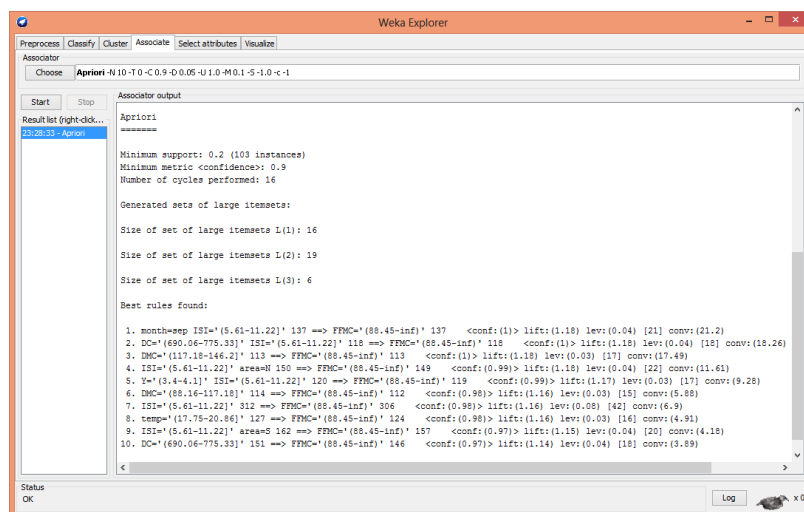 Weka Explorer
Preprocess Classify Cluster Associate Select attributes Visualize
Associator
Choose Apriori -N 10 -T 0 -C 0.9 -D 0.05 -U 1.0 -M 0.1 -S -1.0 -c -1
Start Stop
Result list (right-click...
23:28:33 - Apriori
Associator output
Apriori
=======
Minimum support: 0.2 (103 instances)
Minimum metric <confidence>: 0.9
Number of cycles performed: 16
Generated sets of large itemsets:
Size of set of large itemsets L(1): 16
Size of set of large itemsets L(2): 19
Size of set of large itemsets L(3): 6
Best rules found:
1. month=sep ISI='(5.61-11.22]' 137 ==> FFMC='(88.45-inf)' 137 <conf:(1)> lift:(1.18) lev:(0.04) [21] conv:(21.2)
2. DC='(690.06-775.33]' ISI='(5.61-11.22]' 118 ==> FFMC='(88.45-inf)' 118 <conf:(1)> lift:(1.18) lev:(0.04) [18] conv:(18.26)
3. DMC='(117.18-146.2]' 113 ==> FFMC='(88.45-inf)' 113 <conf:(1)> lift:(1.18) lev:(0.03) [17] conv:(17.49)
4. ISI='(5.61-11.22]' area=N 150 ==> FFMC='(88.45-inf)' 149 <conf:(0.99)> lift:(1.18) lev:(0.04) [22] conv:(11.61)
5. Y='(3.4-4.1]' ISI='(5.61-11.22]' 120 ==> FFMC='(88.45-inf)' 119 <conf:(0.99)> lift:(1.17) lev:(0.03) [17] conv:(9.28)
6. DMC='(88.16-117.18]' 114 ==> FFMC='(88.45-inf)' 112 <conf:(0.98)> lift:(1.16) lev:(0.03) [15] conv:(5.88)
7. ISI='(5.61-11.22]' 312 ==> FFMC='(88.45-inf)' 306 <conf:(0.98)> lift:(1.16) lev:(0.08) [42] conv:(6.9)
8. temp='(17.75-20.86]' 127 ==> FFMC='(88.45-inf)' 124 <conf:(0.98)> lift:(1.16) lev:(0.03) [16] conv:(4.91)
9. ISI='(5.61-11.22]' area=S 162 ==> FFMC='(88.45-inf)' 157 <conf:(0.97)> lift:(1.15) lev:(0.04) [20] conv:(4.18)
10. DC='(690.06-775.33]' 151 ==> FFMC='(88.45-inf)' 146 <conf:(0.97)> lift:(1.14) lev:(0.04) [18] conv:(3.89)
Status
OK
Log
x 0